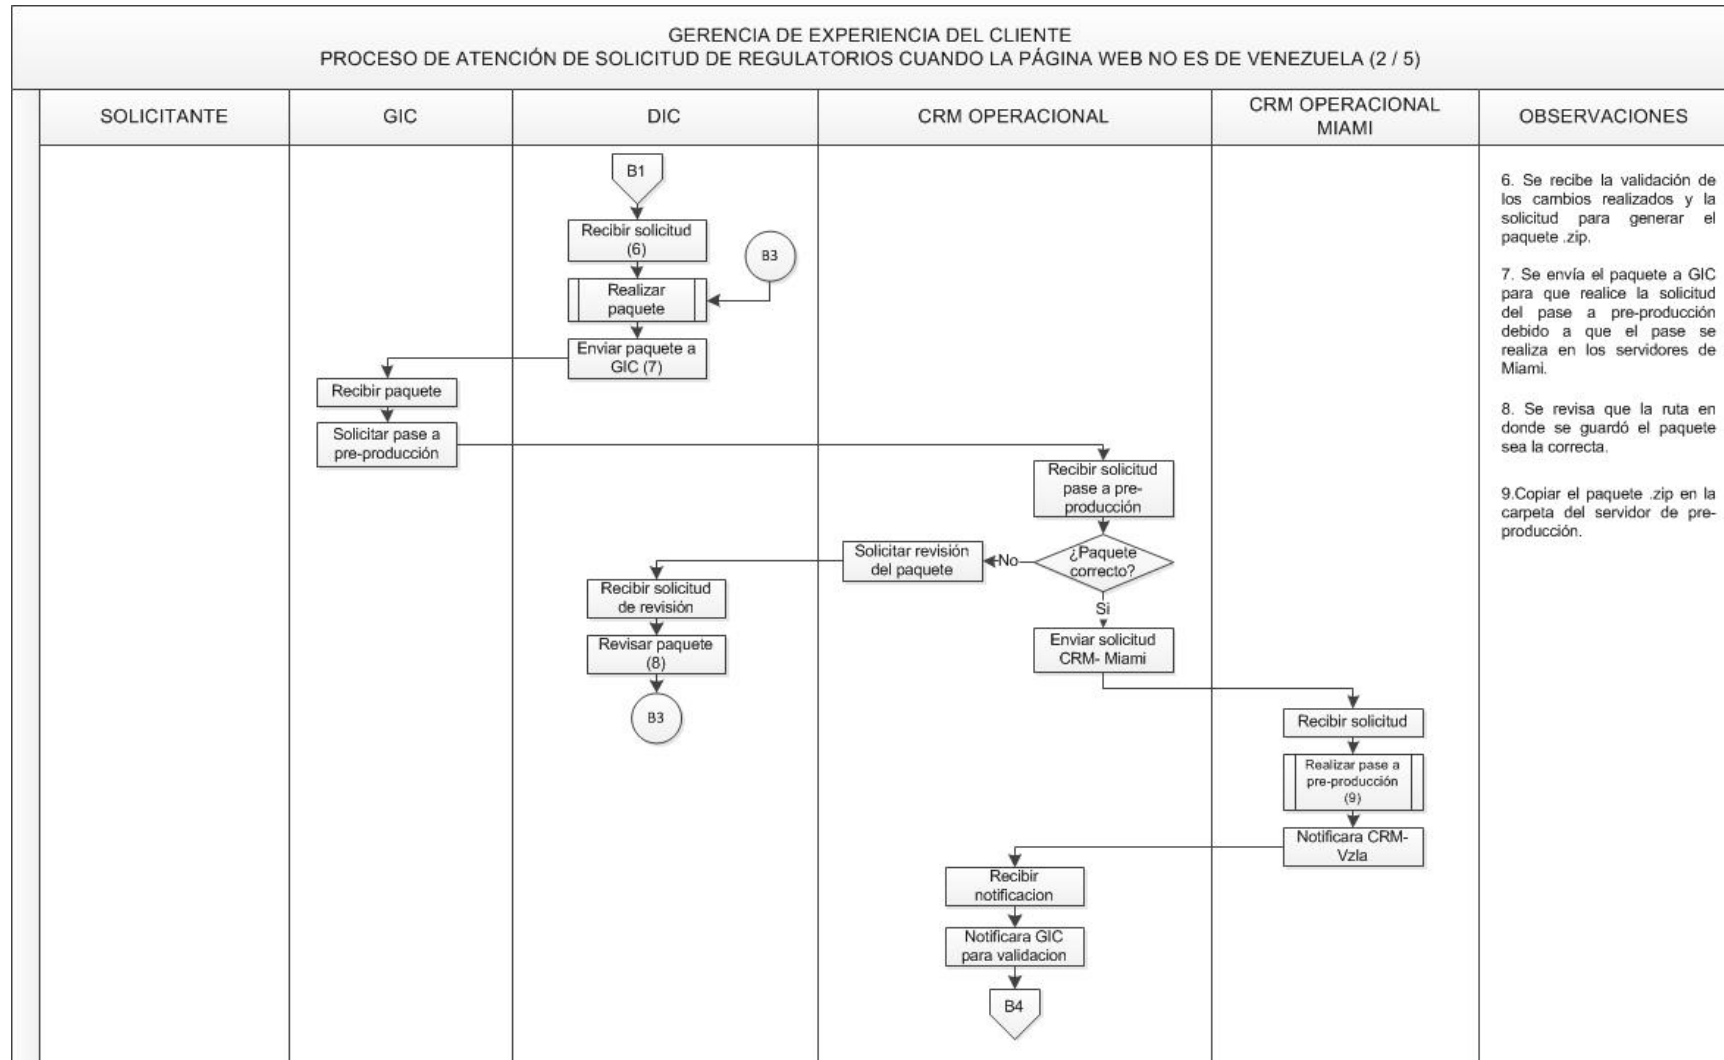 GERENCIA DE EXPERIENCIA DEL CLIENTE
PROCESO DE ATENCIÓN DE SOLICITUD DE REGULATORIOS CUANDO LA PÁGINA WEB NO ES DE VENEZUELA (2 / 5)
SOLICITANTE
GIC
DIC
CRM OPERACIONAL
CRM OPERACIONAL
MIAMI
OBSERVACIONES
B1
Recibir solicitud
(6)
B3
Realizar
paquete
Enviar paquete a
GIC (7)
Recibir paquete
Solicitar pase a
pre-producción
Recibir solicitud
pase a pre-
producción
¿Paquete
correcto?
No
Solicitar revisión
del paquete
Recibir solicitud
de revisión
Revisar paquete
(8)
B3
Si
Enviar solicitud
CRM- Miami
Recibir solicitud
Realizar pase a
pre-producción
(9)
Notificara CRM-
Vzla
Recibir
notificacion
Notificara GIC
para validacion
B4
6. Se recibe la validación de
los cambios realizados y la
solicitud para generar el
paquete .zip.
7. Se envía el paquete a GIC
para que realice la solicitud
del pase a pre-producción
debido a que el pase se
realiza en los servidores de
Miami.
8. Se revisa que la ruta en
donde se guardó el paquete
sea la correcta.
9.Copiar el paquete .zip en la
carpeta del servidor de pre-
producción.